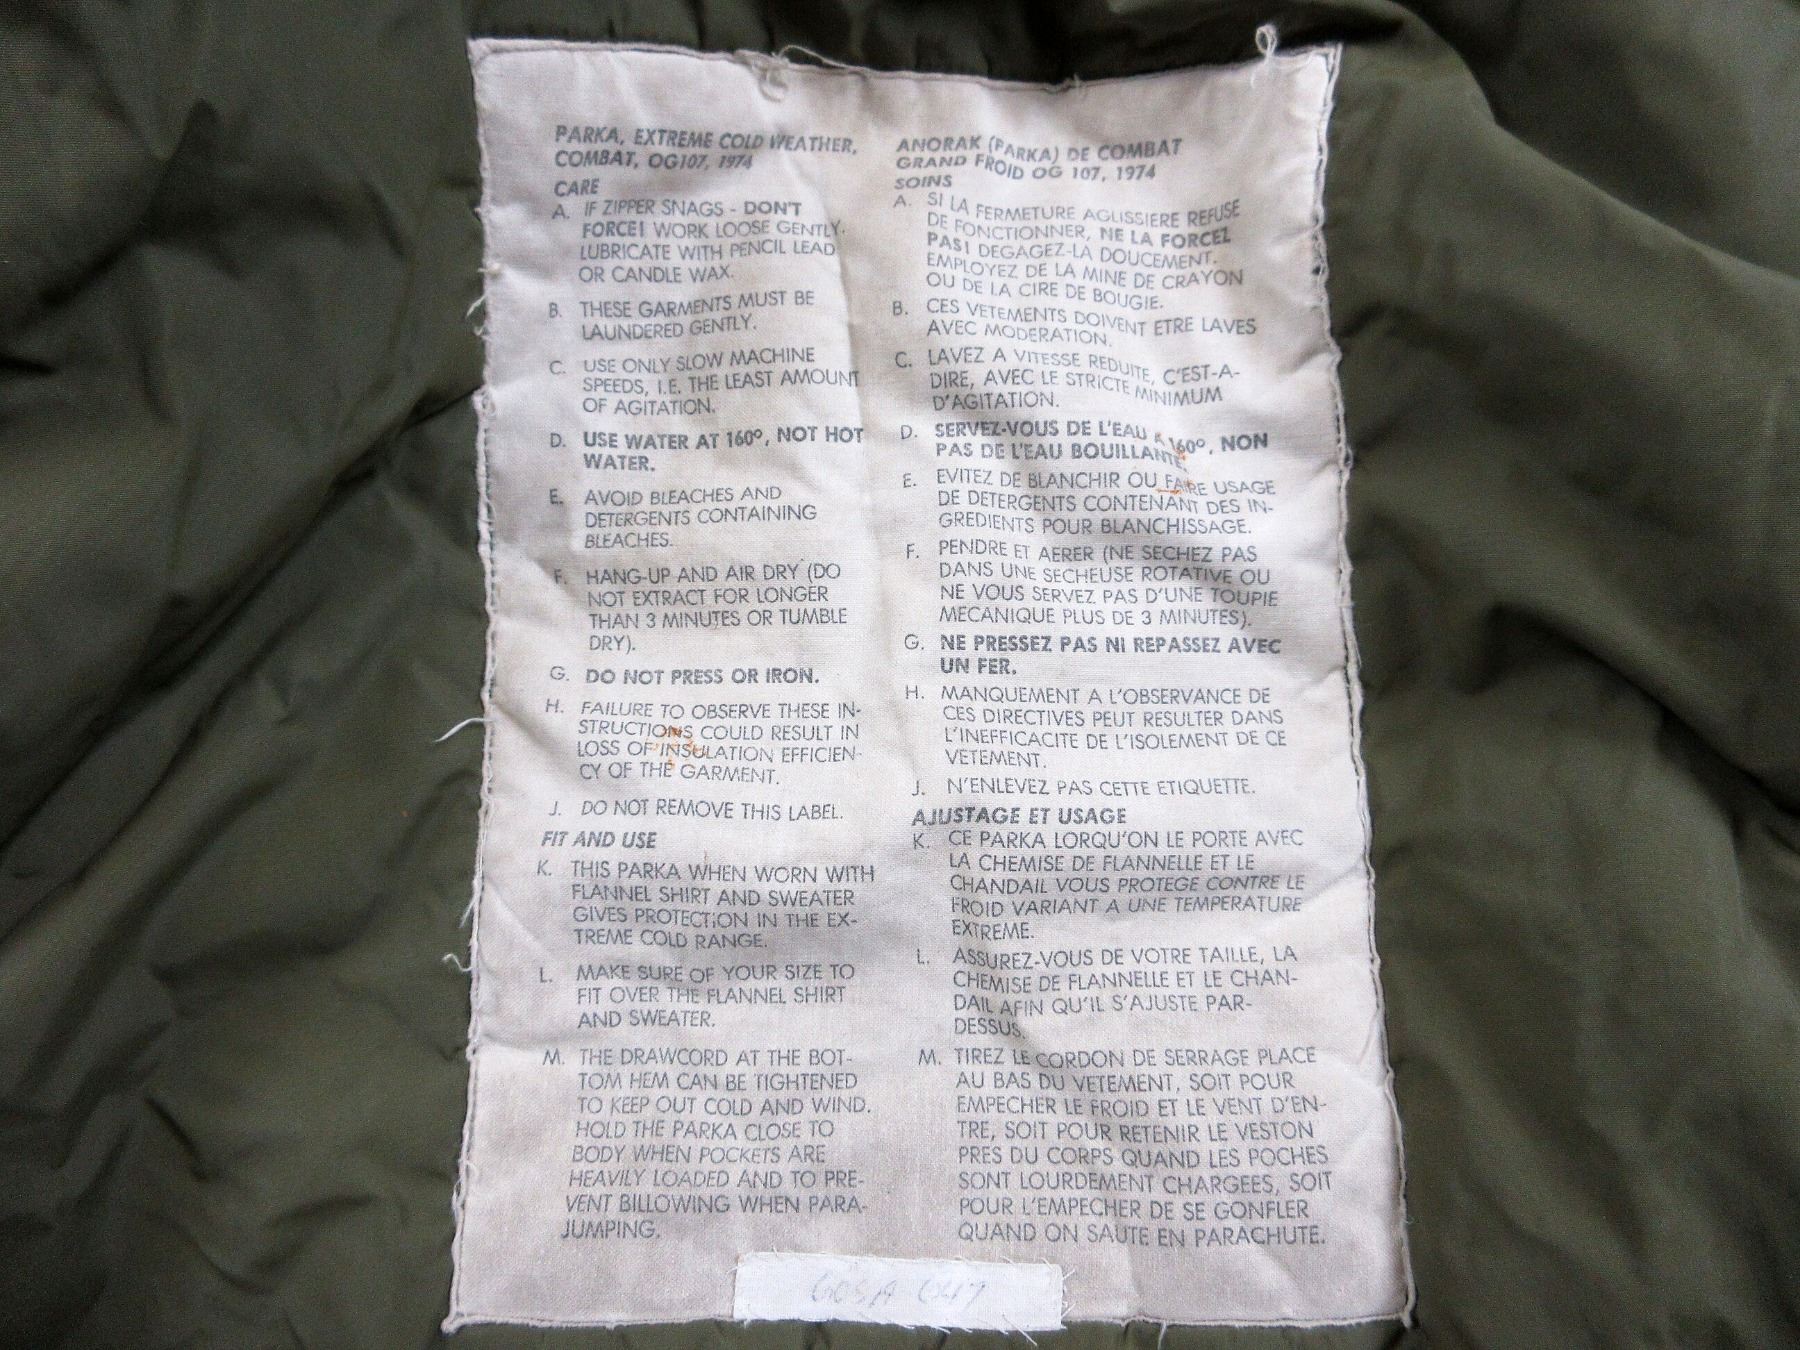 PARKA, EXTREME COLD WEATHER,
COMBAT, OG107, 1974
CARE
A. IF ZIPPER SNAGS - DON'T
FORCE! WORK LOOSE GENTLY.
LUBRICATE WITH PENCIL LEAD
OR CANDLE WAX.
B. THESE GARMENTS MUST BE
LAUNDERED GENTLY.
C. USE ONLY SLOW MACHINE
SPEEDS, I.E. THE LEAST AMOUNT
OF AGITATION.
D. USE WATER AT 160°, NOT HOT
WATER.
E. AVOID BLEACHES AND
DETERGENTS CONTAINING
BLEACHES.
F. HANG-UP AND AIR DRY (DO
NOT EXTRACT FOR LONGER
THAN 3 MINUTES OR TUMBLE
DRY).
G. DO NOT PRESS OR IRON.
H. FAILURE TO OBSERVE THESE IN-
STRUCTIONS COULD RESULT IN
LOSS OF INSULATION EFFICIEN-
CY OF THE GARMENT.
J. DO NOT REMOVE THIS LABEL.
FIT AND USE
K. THIS PARKA WHEN WORN WITH
FLANNEL SHIRT AND SWEATER
GIVES PROTECTION IN THE EX-
TREME COLD RANGE.
L. MAKE SURE OF YOUR SIZE TO
FIT OVER THE FLANNEL SHIRT
AND SWEATER.
M. THE DRAWCORD AT THE BOT-
TOM HEM CAN BE TIGHTENED
TO KEEP OUT COLD AND WIND.
HOLD THE PARKA CLOSE TO
BODY WHEN POCKETS ARE
HEAVILY LOADED AND TO PRE-
VENT BILLOWING WHEN PARA-
JUMPING.
ANORAK (PARKA) DE COMBAT
GRAND FROID OG 107, 1974
SOINS
A. SI LA FERMETURE AGLISSIERE REFUSE
DE FONCTIONNER, NE LA FORCEZ
PAS! DEGAGEZ-LA DOUCEMENT.
EMPLOYEZ DE LA MINE DE CRAYON
OU DE LA CIRE DE BOUGIE.
B. CES VETEMENTS DOIVENT ETRE LAVES
AVEC MODERATION.
C. LAVEZ A VITESSE REDUITE, C'EST-A-
DIRE, AVEC LE STRICTE MINIMUM
D'AGITATION.
D. SERVEZ-VOUS DE L'EAU A 160°, NON
PAS DE L'EAU BOUILLANTE.
E. EVITEZ DE BLANCHIR OU FAIRE USAGE
DE DETERGENTS CONTENANT DES IN-
GREDIENTS POUR BLANCHISSAGE.
F. PENDRE ET AERER (NE SECHEZ PAS
DANS UNE SECHEUSE ROTATIVE OU
NE VOUS SERVEZ PAS D'UNE TOUPIE
MECANIQUE PLUS DE 3 MINUTES).
G. NE PRESSEZ PAS NI REPASSEZ AVEC
UN FER.
H. MANQUEMENT A L'OBSERVANCE DE
CES DIRECTIVES PEUT RESULTER DANS
L'INEFFICACITE DE L'ISOLEMENT DE CE
VETEMENT.
J. N'ENLEVEZ PAS CETTE ETIQUETTE.
AJUSTAGE ET USAGE
K. CE PARKA LORQU'ON LE PORTE AVEC
LA CHEMISE DE FLANNELLE ET LE
CHANDAIL VOUS PROTEGE CONTRE LE
FROID VARIANT A UNE TEMPERATURE
EXTREME.
L. ASSUREZ-VOUS DE VOTRE TAILLE, LA
CHEMISE DE FLANNELLE ET LE CHAN-
DAIL AFIN QU'IL S'AJUSTE PAR-
DESSUS.
M. TIREZ LE CORDON DE SERRAGE PLACE
AU BAS DU VETEMENT, SOIT POUR
EMPECHER LE FROID ET LE VENT D'EN-
TRE, SOIT POUR RETENIR LE VESTON
PRES DU CORPS QUAND LES POCHES
SONT LOURDEMENT CHARGEES, SOIT
POUR L'EMPECHER DE SE GONFLER
QUAND ON SAUTE EN PARACHUTE.